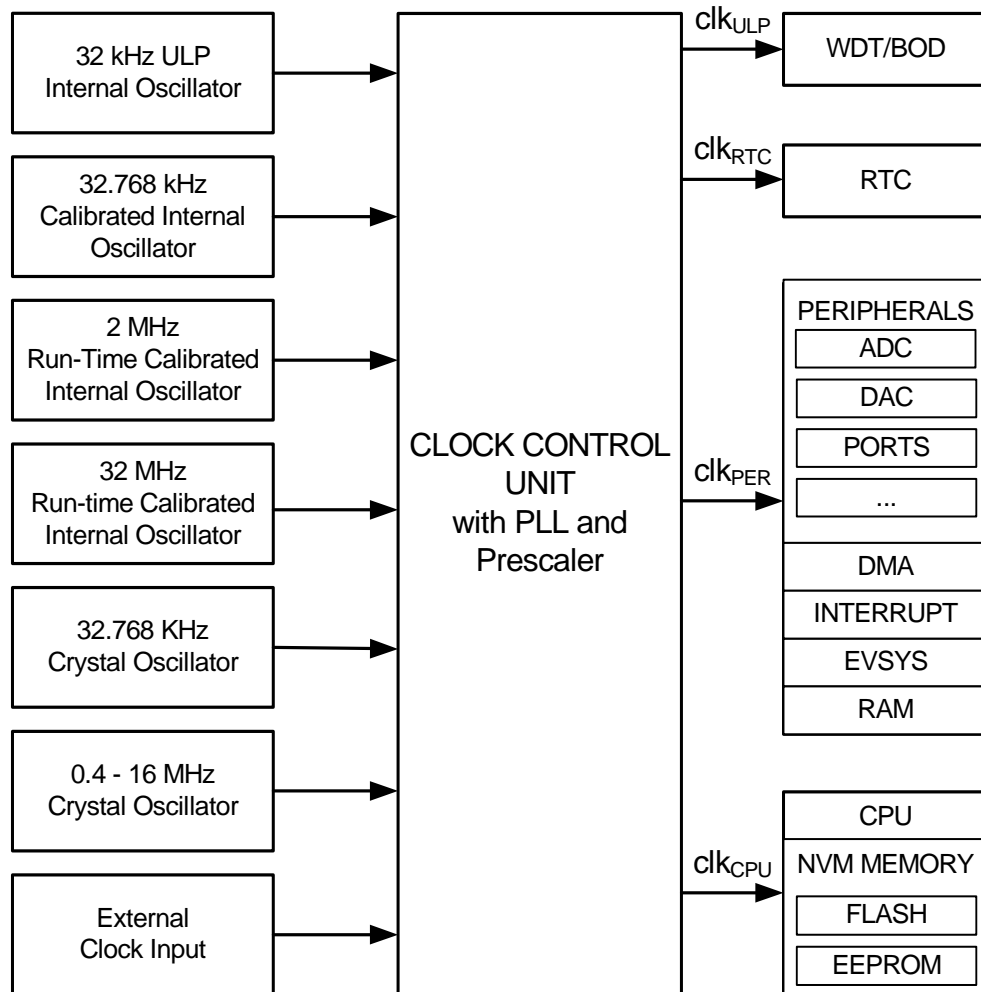 32 kHz ULP
Internal Oscillator
32.768 kHz
Calibrated Internal
Oscillator
2 MHz
Run-Time Calibrated
Internal Oscillator
32 MHz
Run-time Calibrated
Internal Oscillator
32.768 KHz
Crystal Oscillator
0.4 - 16 MHz
Crystal Oscillator
External
Clock Input
CLOCK CONTROL
UNIT
with PLL and
Prescaler
clkULP
WDT/BOD
clkRTC
RTC
clkPER
PERIPHERALS
ADC
DAC
PORTS
...
DMA
INTERRUPT
EVSYS
RAM
clkCPU
CPU
NVM MEMORY
FLASH
EEPROM